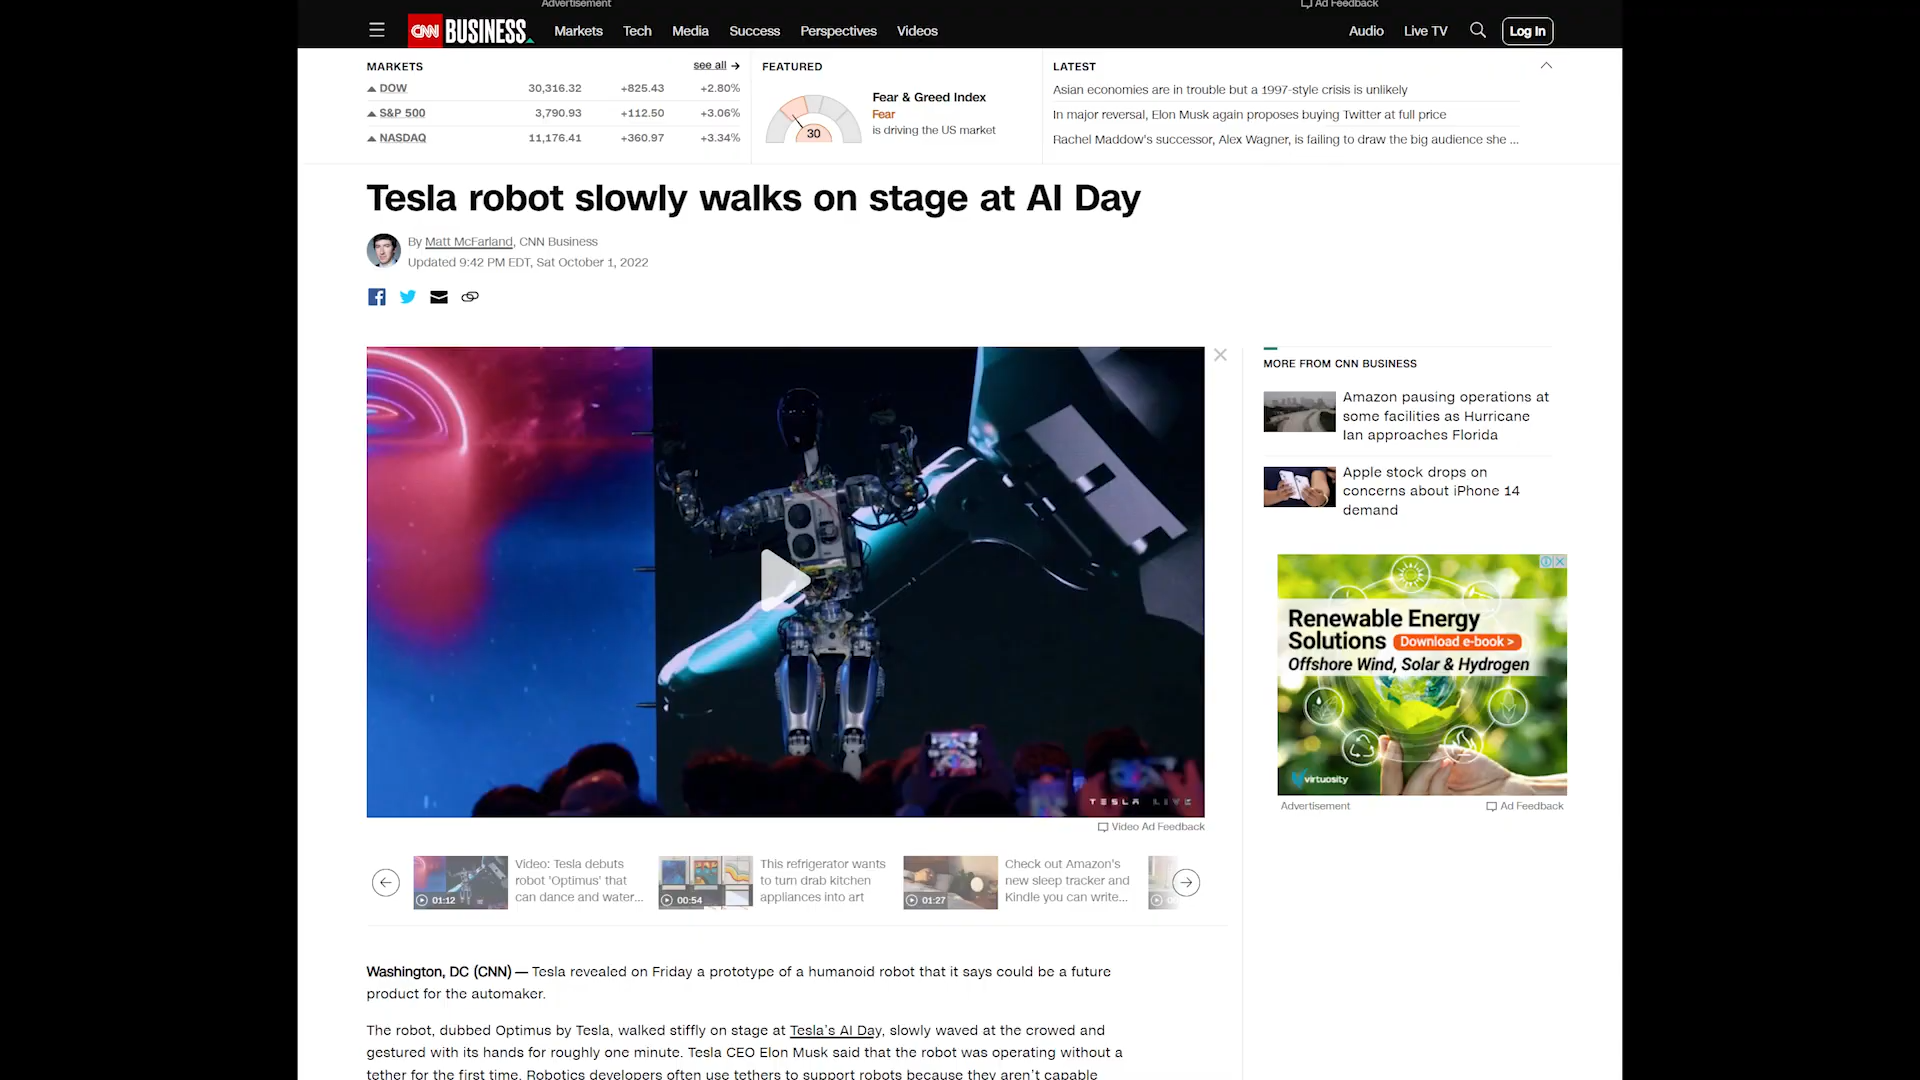 Advertisement
Ad Feedback
CNN BUSINESS
Markets Tech Media Success Perspectives Videos
Audio Live TV Log In
MARKETS see all →
DOW 30,316.32 +825.43 +2.80%
S&P 500 3,790.93 +112.50 +3.06%
NASDAQ 11,176.41 +360.97 +3.34%
FEATURED
Fear & Greed Index
Fear
is driving the US market
30
LATEST
Asian economies are in trouble but a 1997-style crisis is unlikely
In major reversal, Elon Musk again proposes buying Twitter at full price
Rachel Maddow's successor, Alex Wagner, is failing to draw the big audience she ...
Tesla robot slowly walks on stage at AI Day
By Matt McFarland, CNN Business
Updated 9:42 PM EDT, Sat October 1, 2022
TESLA LIVE
Video Ad Feedback
01:12
Video: Tesla debuts
robot 'Optimus' that
can dance and water...
00:54
This refrigerator wants
to turn drab kitchen
appliances into art
01:27
Check out Amazon's
new sleep tracker and
Kindle you can write...
MORE FROM CNN BUSINESS
Amazon pausing operations at
some facilities as Hurricane
Ian approaches Florida
Apple stock drops on
concerns about iPhone 14
demand
Renewable Energy
Solutions Download e-book >
Offshore Wind, Solar & Hydrogen
virtuosity
Advertisement Ad Feedback
Washington, DC (CNN) — Tesla revealed on Friday a prototype of a humanoid robot that it says could be a future
product for the automaker.
The robot, dubbed Optimus by Tesla, walked stiffly on stage at Tesla's AI Day, slowly waved at the crowed and
gestured with its hands for roughly one minute. Tesla CEO Elon Musk said that the robot was operating without a
tether for the first time. Robotics developers often use tethers to support robots because they aren't capable